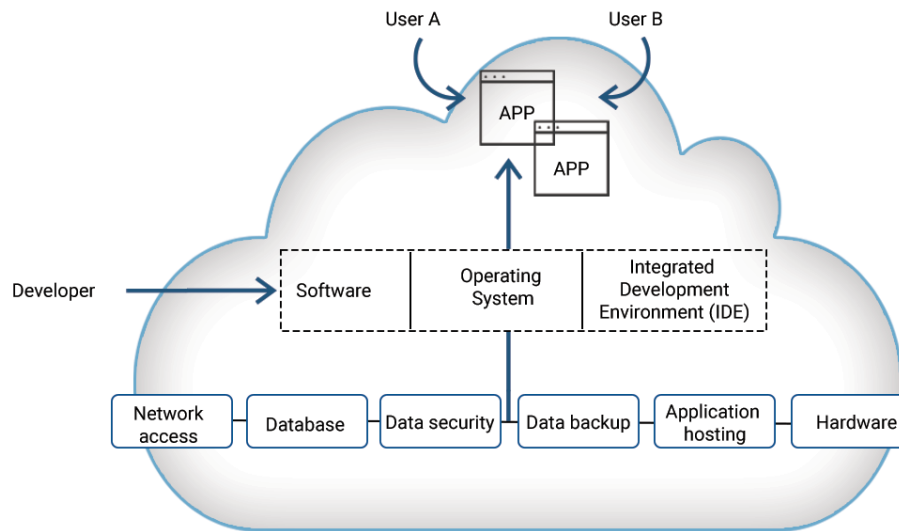 User A
User B
APP
APP
Developer
Software
Operating
System
Integrated
Development
Environment (IDE)
Network
access
Database
Data security
Data backup
Application
hosting
Hardware